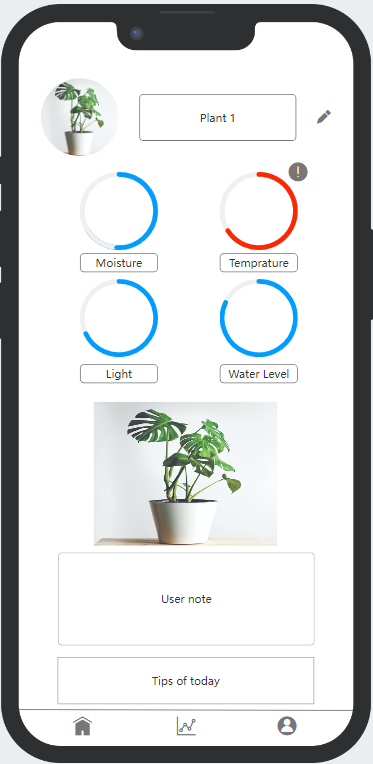 Plant 1
Moisture
Temprature
Light
Water Level
User note
Tips of today